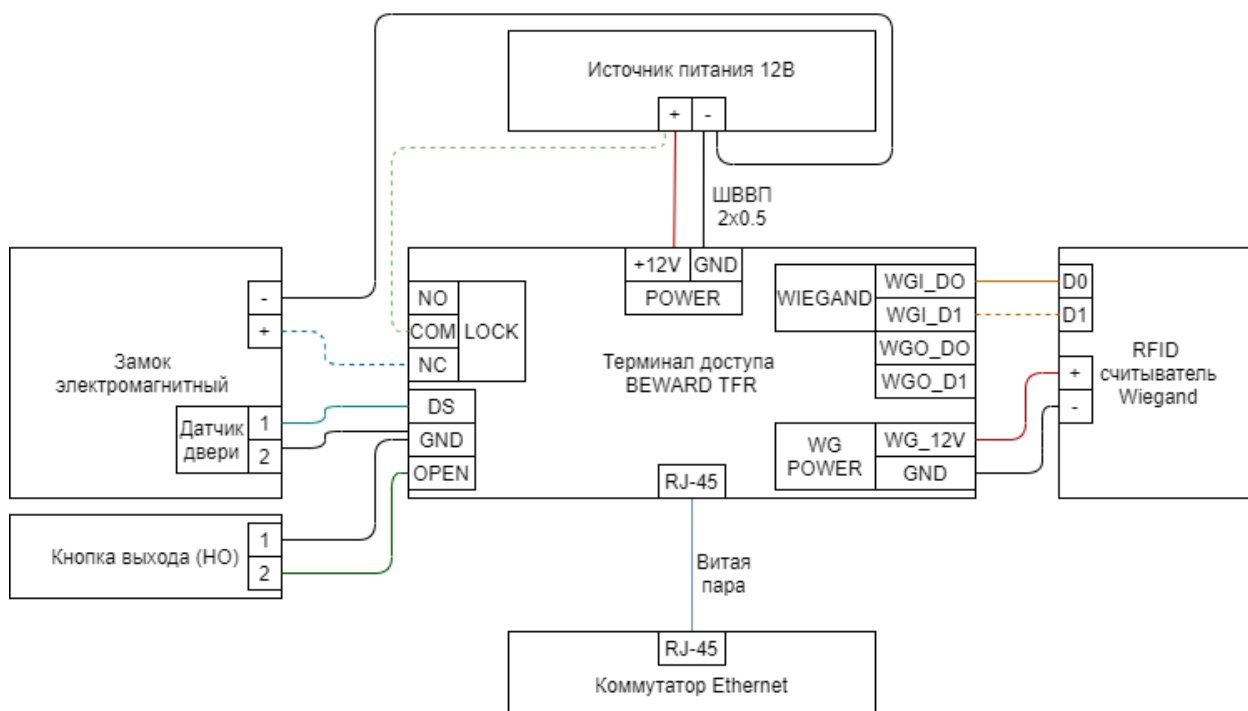 Источник питания 12В
+
-
ШВВП
2x0.5
Замок
электромагнитный
-
+
Датчик
двери
1
2
Кнопка выхода (НО)
1
2
+12V
GND
POWER
NO
COM
NC
LOCK
DS
GND
OPEN
Терминал доступа
BEWARD TFR
WIEGAND
WGI_DO
WGI_D1
WGO_DO
WGO_D1
WG
POWER
WG_12V
GND
RJ-45
D0
D1
+
-
RFID
считыватель
Wiegand
Витая
пара
RJ-45
Коммутатор Ethernet